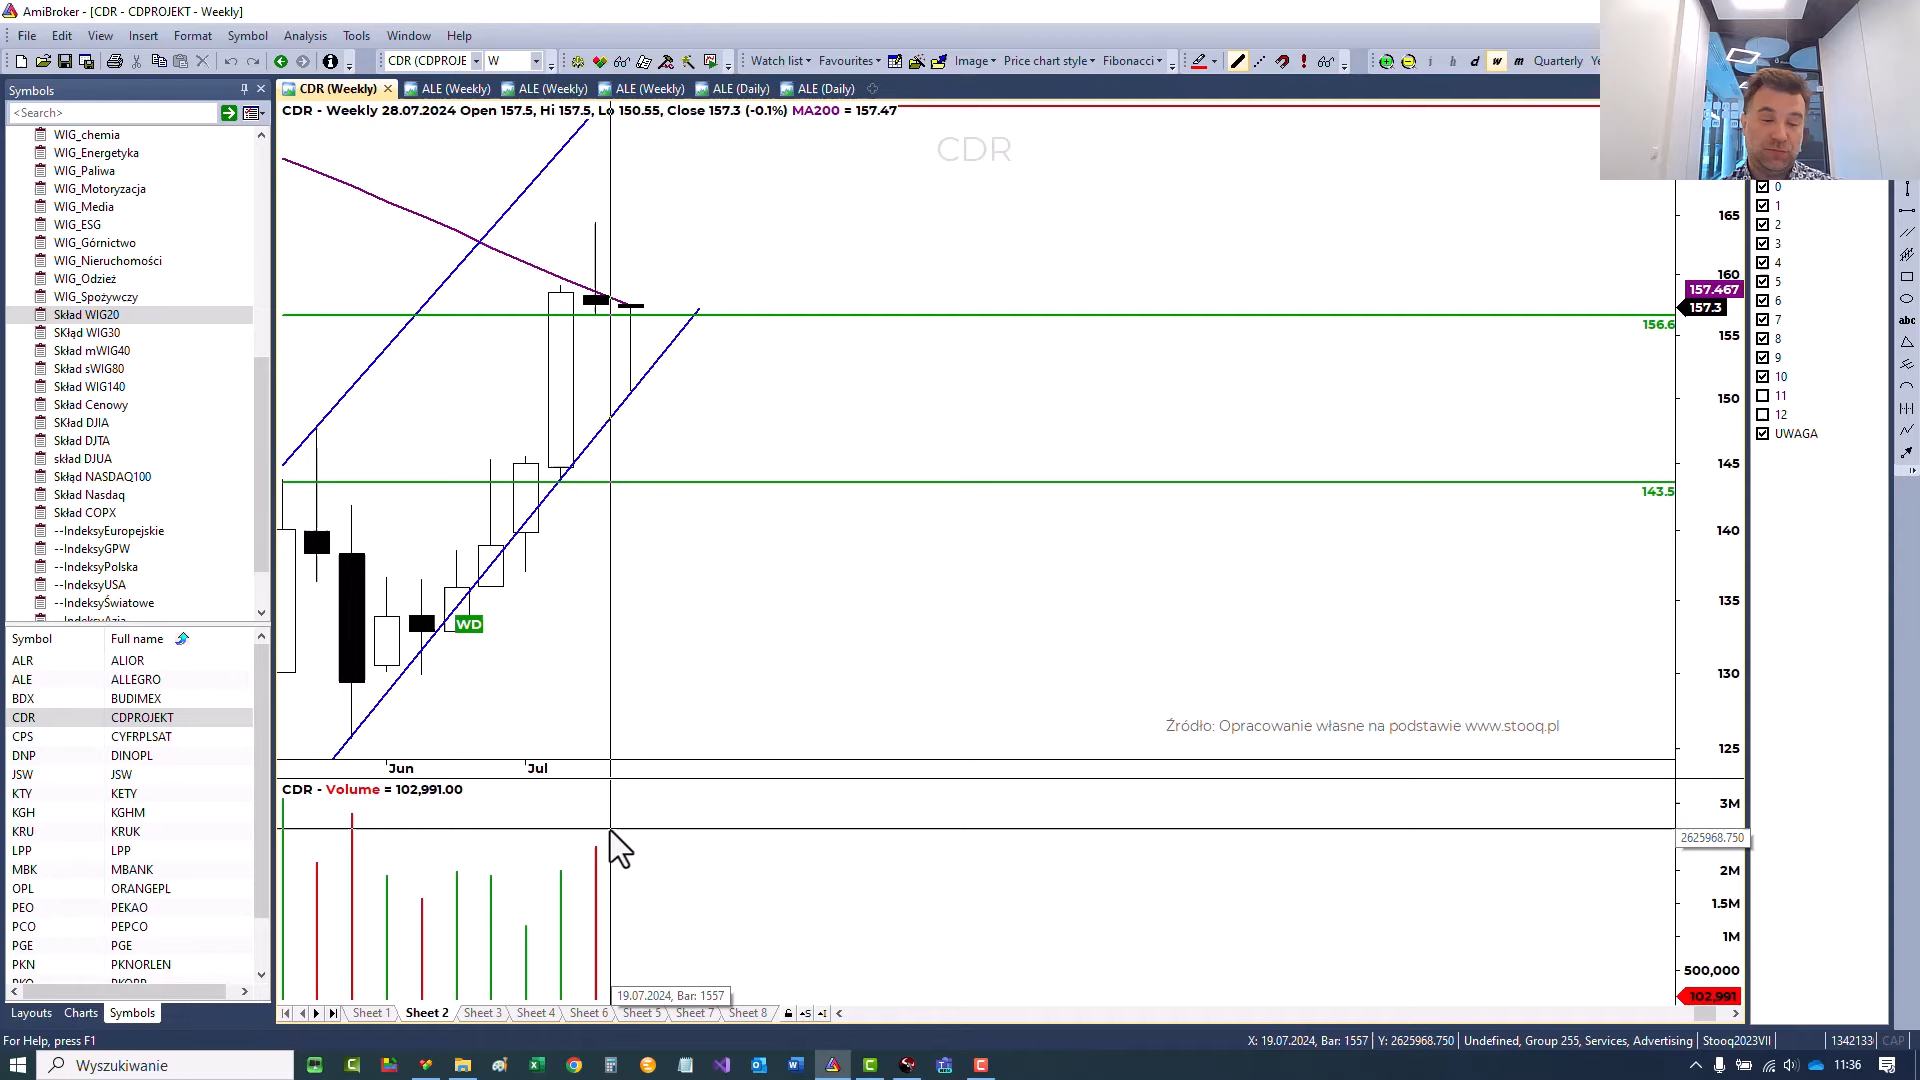 AmiBroker - [CDR - CDPROJEKT - Weekly]
File Edit View Insert Format Symbol Analysis Tools Window Help
CDR (CDPROJE W Watch list Favourites Image Price chart style Fibonacci i h d w m Quarterly Ye
Symbols
CDR (Weekly) ALE (Weekly) ALE (Weekly) ALE (Weekly) ALE (Daily) ALE (Daily)
<Search>
CDR - Weekly 28.07.2024 Open 157.5, Hi 157.5, Lo 150.55, Close 157.3 (-0.1%) MA200 = 157.47
CDR
WIG_chemia
WIG_Energetyka
WIG_Paliwa
WIG_Motoryzacja
WIG_Media
WIG_ESG
WIG_Górnictwo
WIG_Nieruchomości
WIG_Odzież
WIG_Spożywczy
Skład WIG20
SKłąd WIG30
Skład mWIG40
Skład sWIG80
Skład WIG140
Skład Cenowy
SKład DJIA
Skład DJTA
skład DJUA
Skład NASDAQ100
Skład Nasdaq
Skład COPX
--IndeksyEuropejskie
--IndeksyGPW
--IndeksyPolska
--IndeksyUSA
--IndeksyŚwiatowe
--IndeksyAzja
Symbol Full name
ALR ALIOR
ALE ALLEGRO
BDX BUDIMEX
CDR CDPROJEKT
CPS CYFRPLSAT
DNP DINOPL
JSW JSW
KTY KETY
KGH KGHM
KRU KRUK
LPP LPP
MBK MBANK
OPL ORANGEPL
PEO PEKAO
PCO PEPCO
PGE PGE
PKN PKNORLEN
PKO PKOBP
Layouts Charts Symbols
165
160
157.467
157.3
156.6
155
150
145
143.5
140
135
130
125
WD
Źródło: Opracowanie własne na podstawie www.stooq.pl
Jun Jul
CDR - Volume = 102,991.00
3M
2625968.750
2M
1.5M
1M
500,000
102,991
19.07.2024, Bar: 1557
Sheet 1 Sheet 2 Sheet 3 Sheet 4 Sheet 6 Sheet 5 Sheet 7 Sheet 8
0
1
2
3
4
5
6
7
8
9
10
11
12
UWAGA
abc
For Help, press F1
X: 19.07.2024, Bar: 1557 Y: 2625968.750 Undefined, Group 255, Services, Advertising Stooq2023VII 1342133 CAP
Wyszukiwanie
11:36